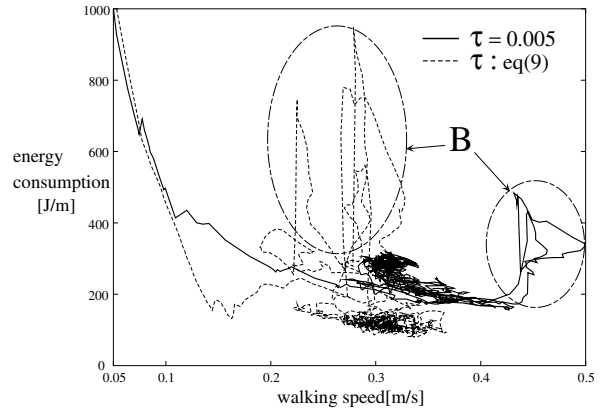 1000
τ = 0.005
τ : eq(9)
800
B
energy
600
consumption
[J/m]
400
200
0
0.05 0.1 0.2 0.3 0.4 0.5
walking speed[m/s]